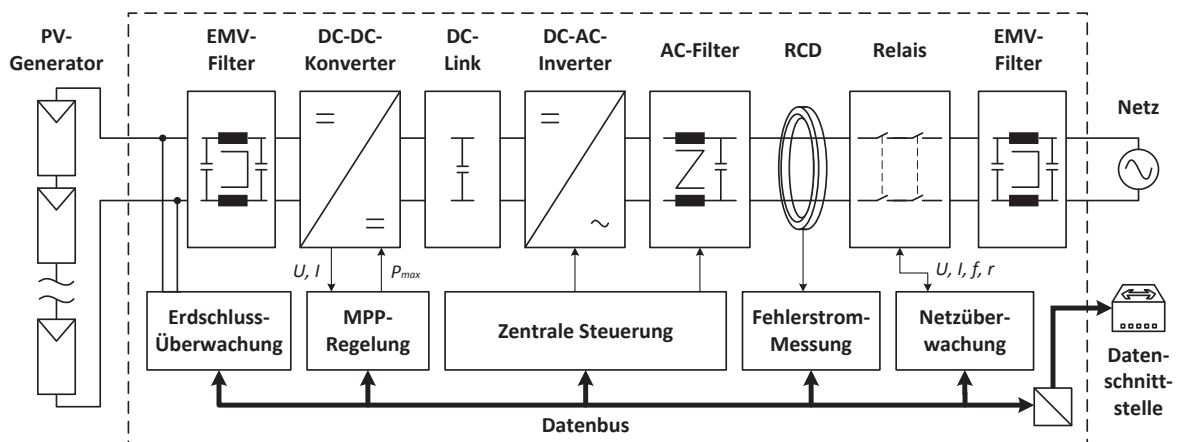 PV-
Generator
EMV-
Filter
DC-DC-
Konverter
DC-
Link
DC-AC-
Inverter
AC-Filter
RCD
Relais
EMV-
Filter
Netz
U, I
Pmax
U, I, f, r
Erdschluss-
Überwachung
MPP-
Regelung
Zentrale Steuerung
Fehlerstrom-
Messung
Netzüber-
wachung
Daten-
schnitt-
stelle
Datenbus